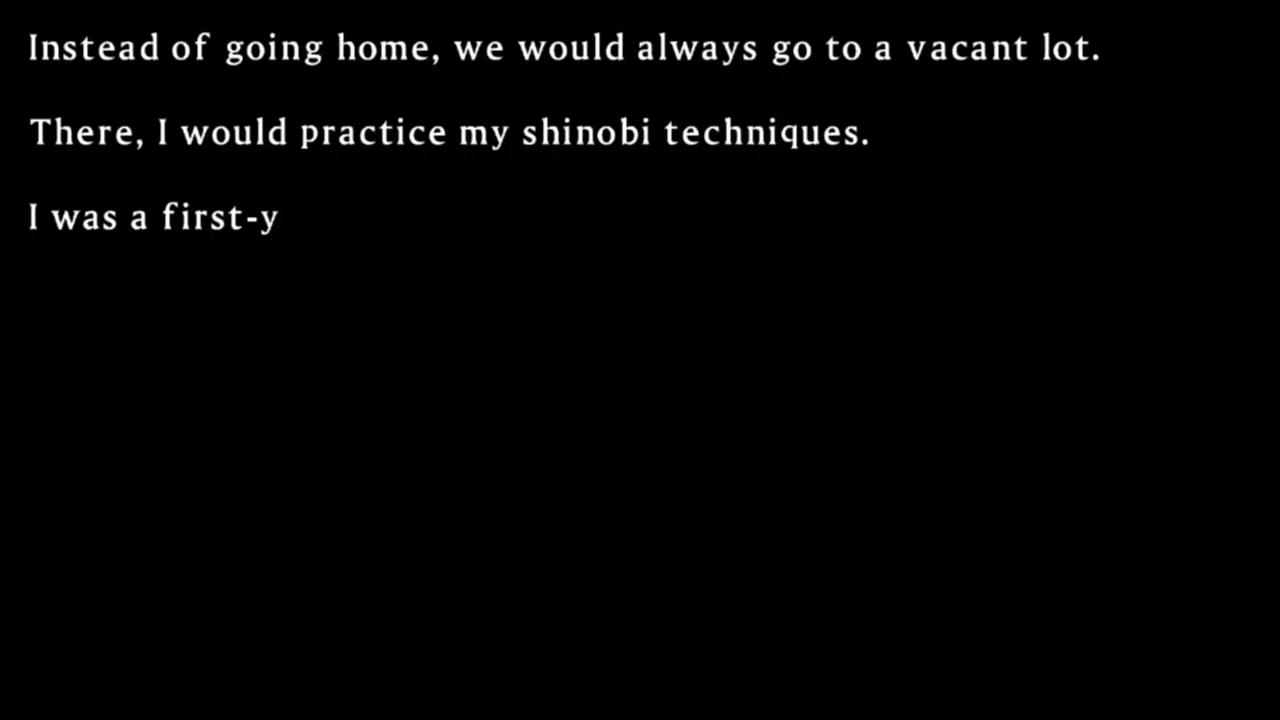 Instead of going home, we would always go to a vacant lot.
There, I would practice my shinobi techniques.
I was a first-y